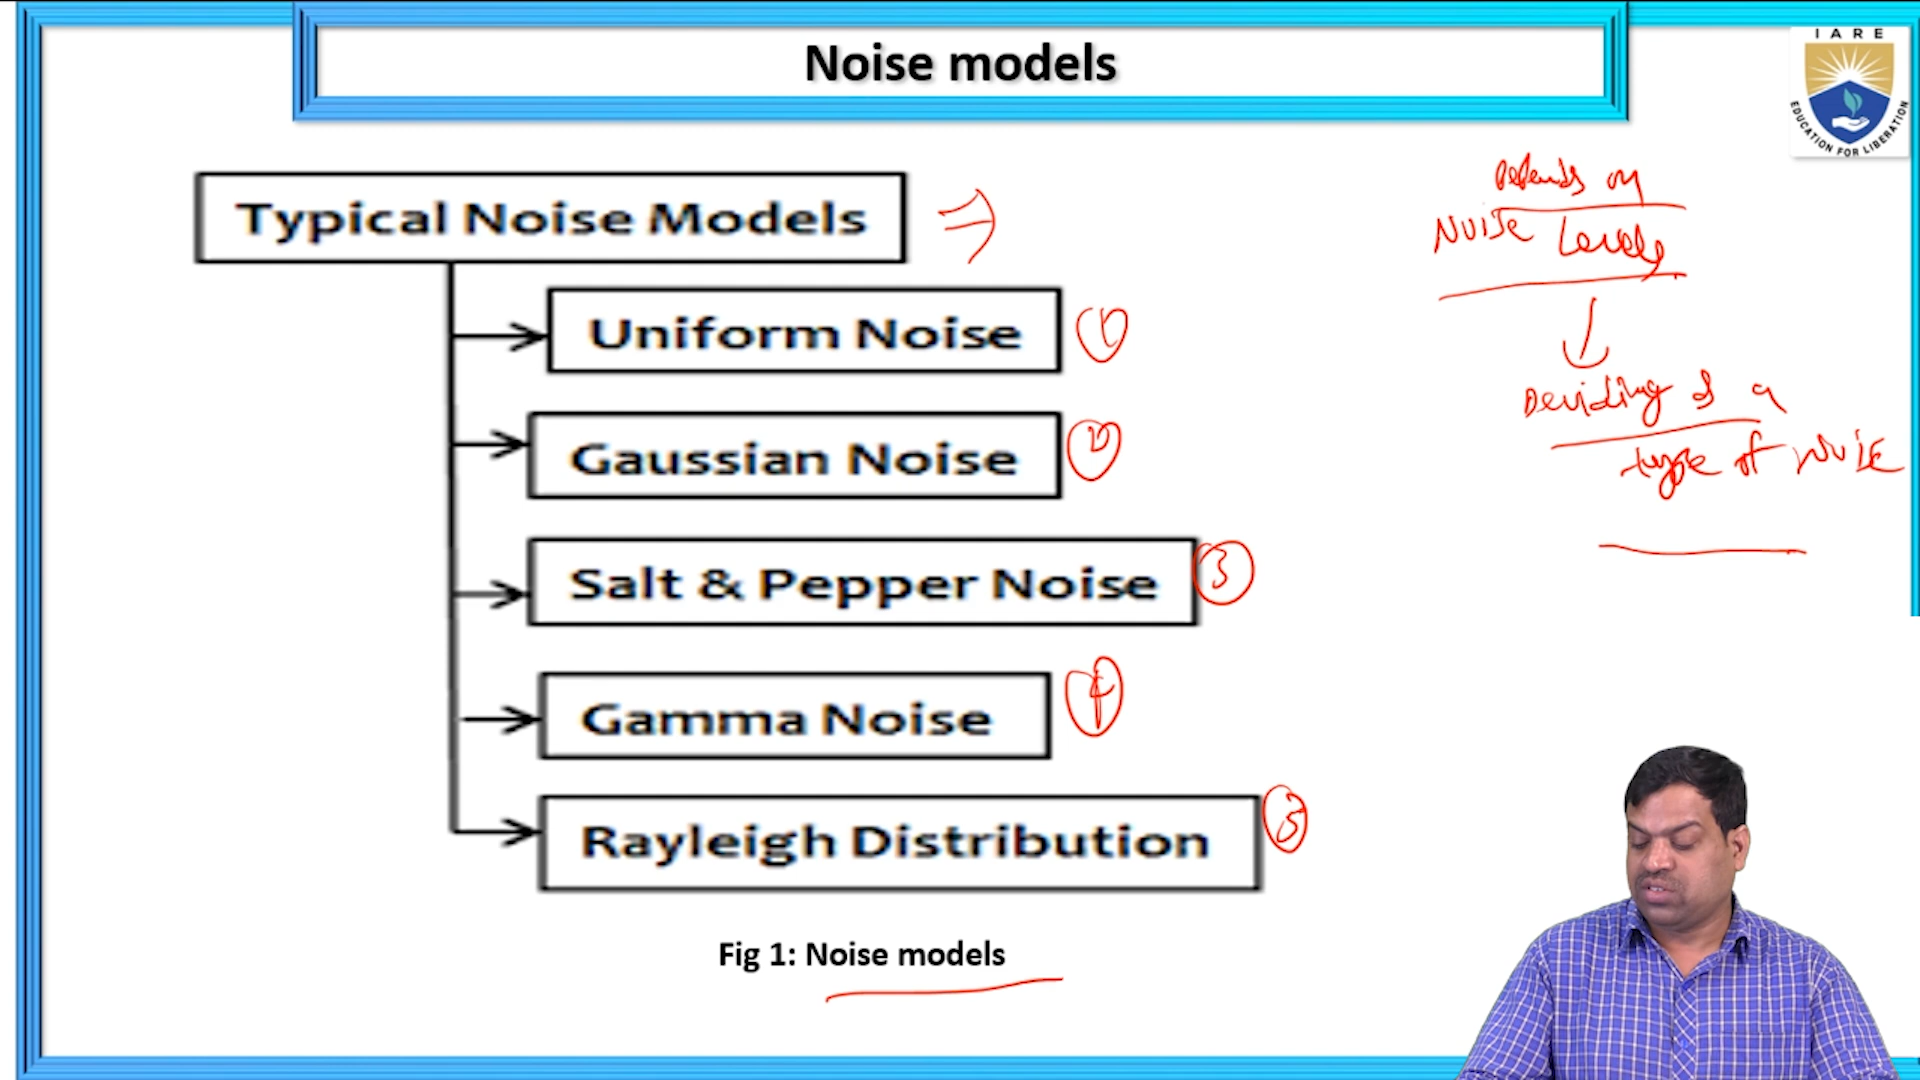 Noise models
I A R E
EDUCATION FOR LIBERATION
Typical Noise Models
Depends on
Noise Levels
Uniform Noise
1
Deviding of a
type of Noise
Gaussian Noise
2
Salt & Pepper Noise
3
Gamma Noise
4
Rayleigh Distribution
5
Fig 1: Noise models